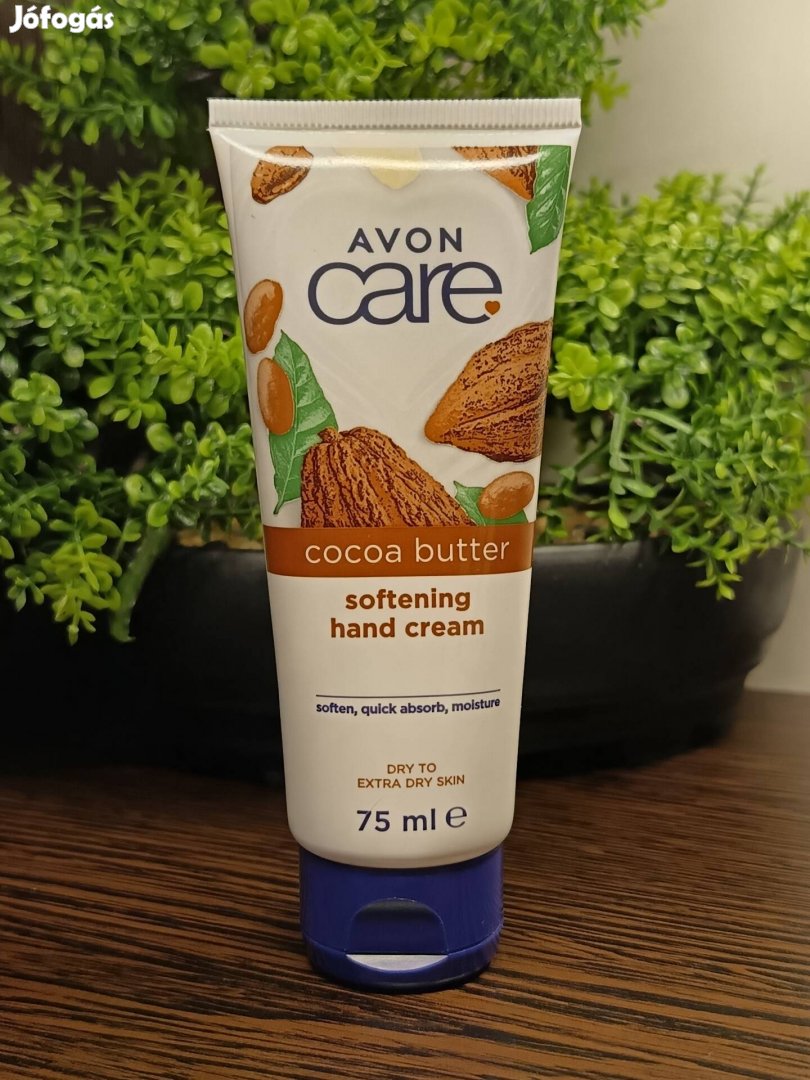 Jófogás
AVON
care
cocoa butter
softening
hand cream
soften, quick absorb, moisture
DRY TO
EXTRA DRY SKIN
75 ml ℮